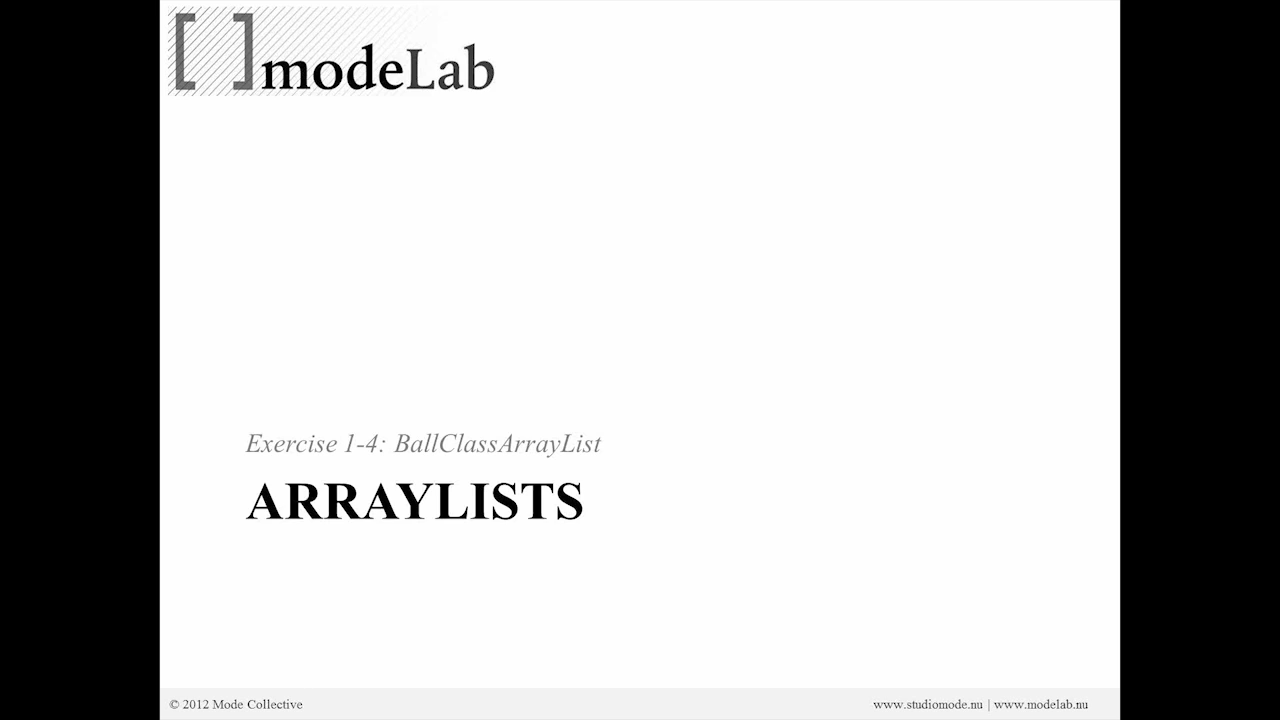 [ ] modeLab
Exercise 1-4: BallClassArrayList
ARRAYLISTS
© 2012 Mode Collective
www.studiomode.nu | www.modelab.nu